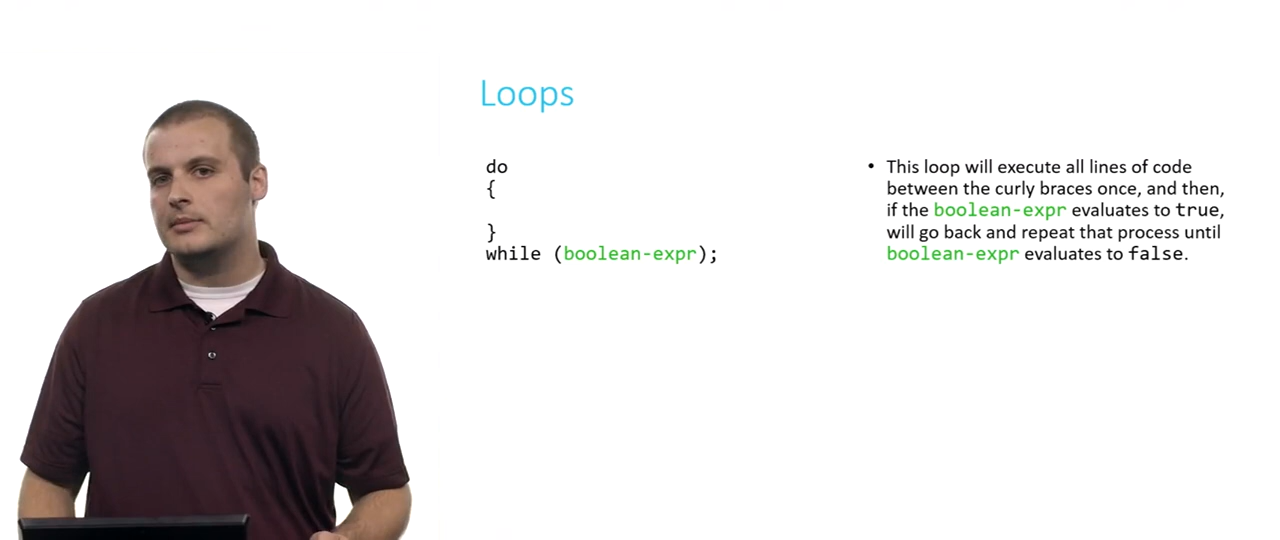 Loops
do
{
}
while (boolean-expr);
• This loop will execute all lines of code
between the curly braces once, and then,
if the boolean-expr evaluates to true,
will go back and repeat that process until
boolean-expr evaluates to false.